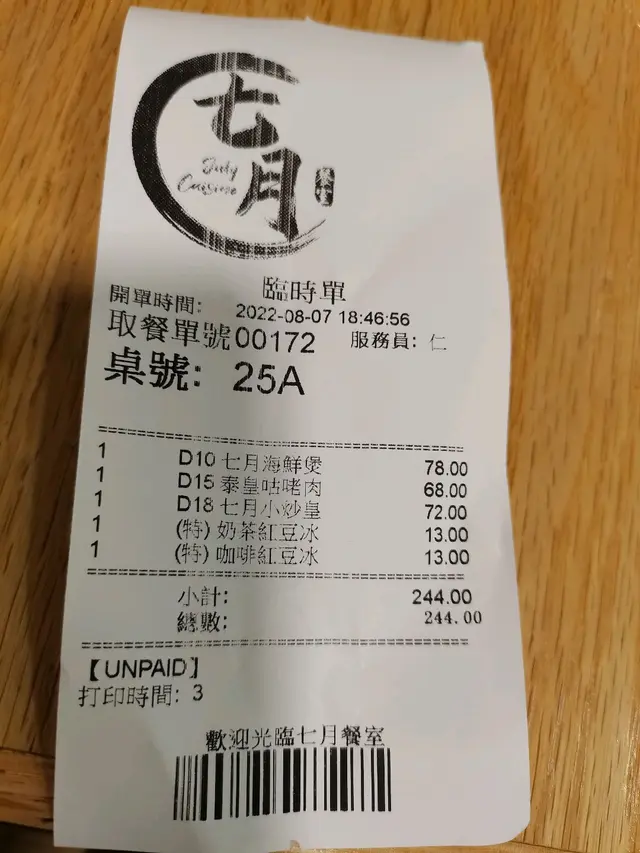 七月
July
Cuisine
餐室
臨時單
開單時間: 2022-08-07 18:46:56
取餐單號00172 服務員: 仁
桌號: 25A
1 D10 七月海鮮煲 78.00
1 D15 泰皇咕咾肉 68.00
1 D18 七月小炒皇 72.00
1 (特) 奶茶紅豆冰 13.00
1 (特) 咖啡紅豆冰 13.00
小計: 244.00
總數: 244.00
【UNPAID】
打印時間: 3
歡迎光臨七月餐室